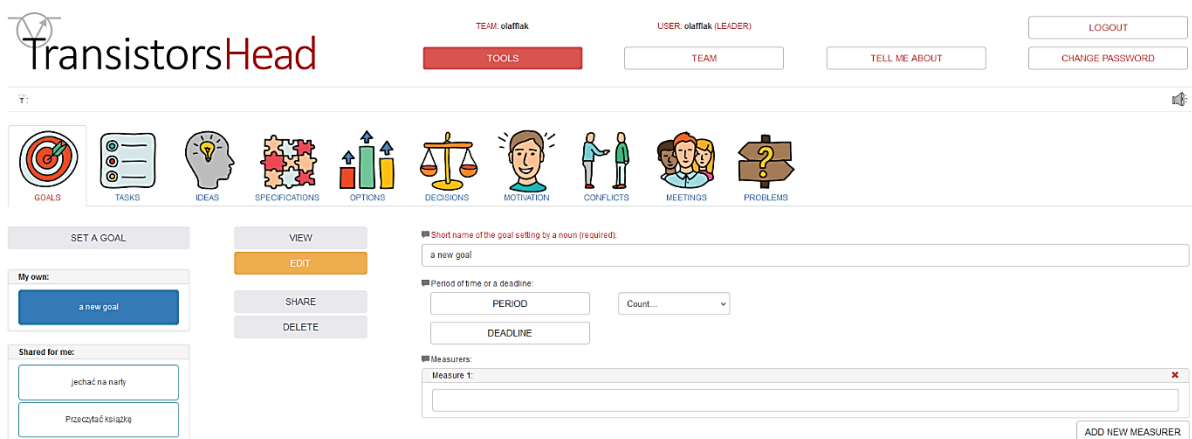 TransistorsHead
TEAM: olafflak
USER: olafflak (LEADER)
LOGOUT
TOOLS
TEAM
TELL ME ABOUT
CHANGE PASSWORD
T:
GOALS
TASKS
IDEAS
SPECIFICATIONS
OPTIONS
DECISIONS
MOTIVATION
CONFLICTS
MEETINGS
PROBLEMS
SET A GOAL
My own:
a new goal
Shared for me:
jechać na narty
Przeczytać książkę
VIEW
EDIT
SHARE
DELETE
Short name of the goal setting by a noun (required):
a new goal
Period of time or a deadline:
PERIOD
Count...
DEADLINE
Measurers:
Measure 1:
ADD NEW MEASURER